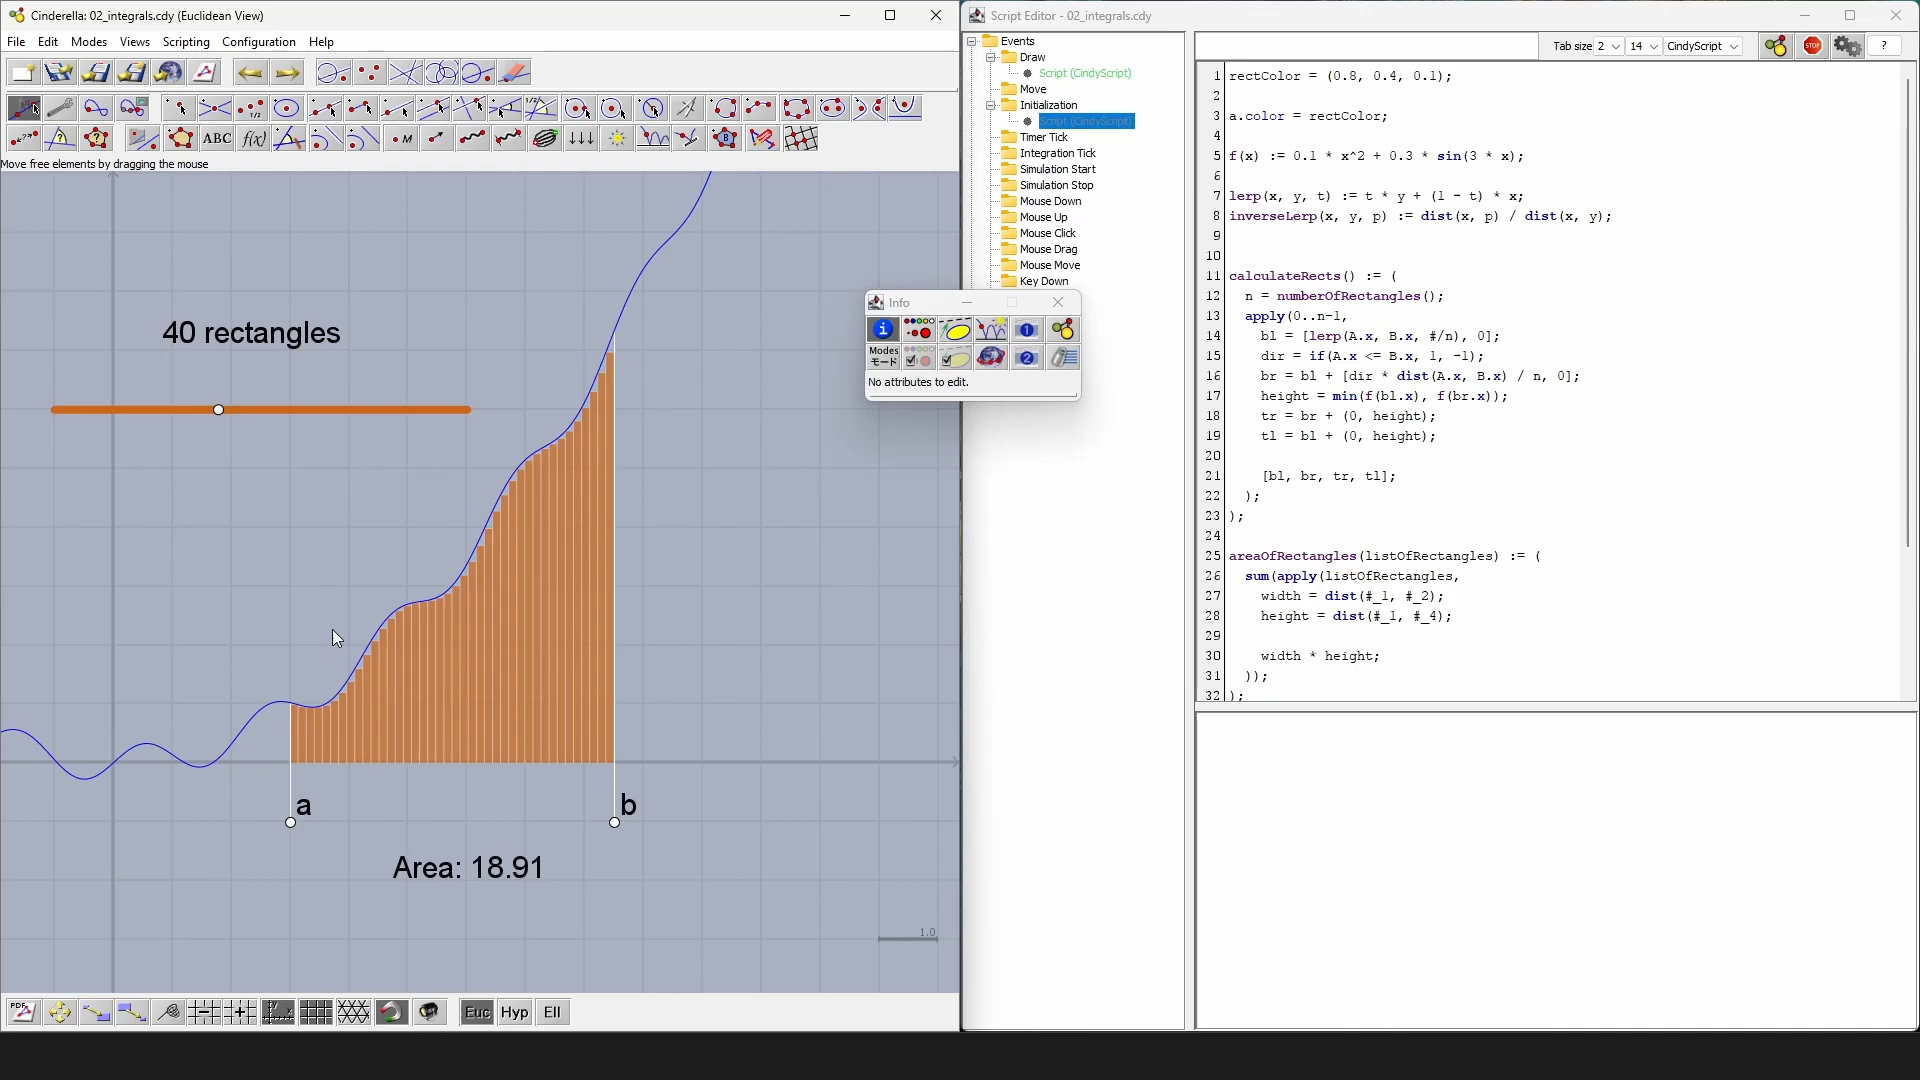 Cinderella: 02_integrals.cdy (Euclidean View)
File Edit Modes Views Scripting Configuration Help
ABC f(x) M
Move free elements by dragging the mouse
40 rectangles
a
b
Area: 18.91
1.0
PDF Euc Hyp Ell
Script Editor - 02_integrals.cdy
Events
Draw
Script (CindyScript)
Move
Initialization
Script (CindyScript)
Timer Tick
Integration Tick
Simulation Start
Simulation Stop
Mouse Down
Mouse Up
Mouse Click
Mouse Drag
Mouse Move
Key Down
Info
Modes
モード
No attributes to edit.
Tab size 2 14 CindyScript STOP ?
1 rectColor = (0.8, 0.4, 0.1);
2
3 a.color = rectColor;
4
5 f(x) := 0.1 * x^2 + 0.3 * sin(3 * x);
6
7 lerp(x, y, t) := t * y + (1 - t) * x;
8 inverseLerp(x, y, p) := dist(x, p) / dist(x, y);
9
10
11 calculateRects() := (
12 n = numberOfRectangles();
13 apply(0..n-1,
14 bl = [lerp(A.x, B.x, #/n), 0];
15 dir = if(A.x <= B.x, 1, -1);
16 br = bl + [dir * dist(A.x, B.x) / n, 0];
17 height = min(f(bl.x), f(br.x));
18 tr = br + (0, height);
19 tl = bl + (0, height);
20
21 [bl, br, tr, tl];
22 );
23 );
24
25 areaOfRectangles(listOfRectangles) := (
26 sum(apply(listOfRectangles,
27 width = dist(#_1, #_2);
28 height = dist(#_1, #_4);
29
30 width * height;
31 ));
32 );